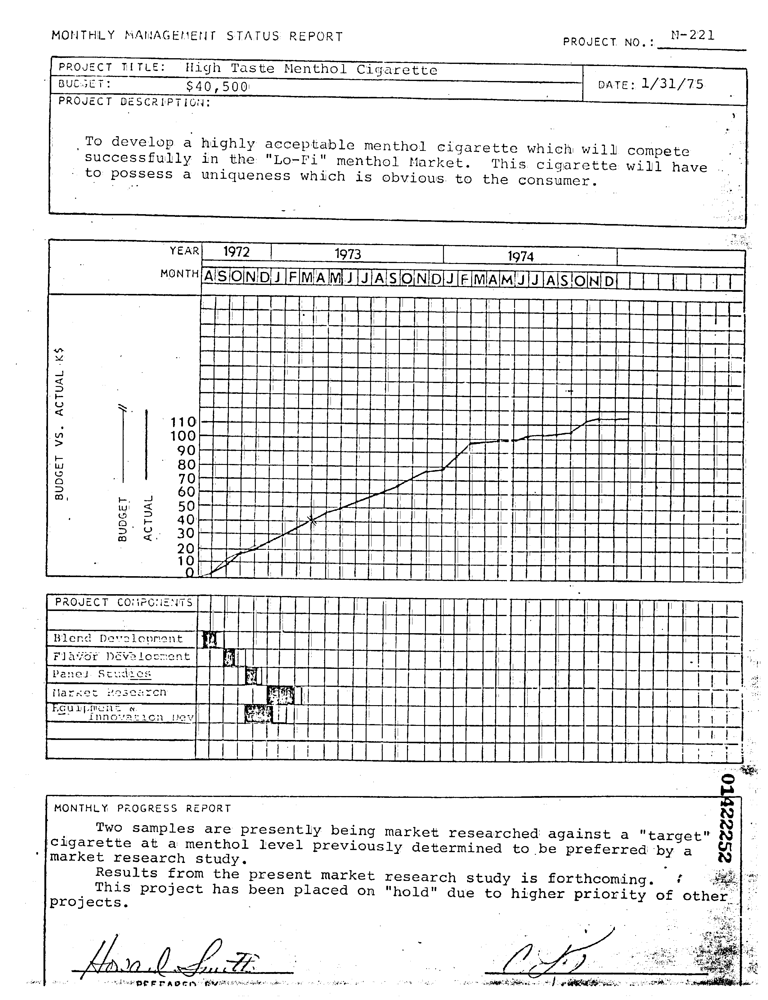 MONTHLY MANAGEMENT STATUS REPORT
PROJECT NO.: M-221
PROJECT TITLE: High Taste Menthol Cigarette
BUDGET: $40,500
DATE: 1/31/75
PROJECT DESCRIPTION:
To develop a highly acceptable menthol cigarette which will compete
successfully in the "Lo-Fi" menthol Market. This cigarette will have
to possess a uniqueness which is obvious to the consumer.
YEAR 1972 1973 1974
MONTH A S O N D J F M A M J J A S O N D J F M A M J J A S O N D
BUDGET VS. ACTUAL K$
BUDGET
ACTUAL
110
100
90
80
70
60
50
40
30
20
10
0
PROJECT COMPONENTS
Blend Development
Flavor Development
Panel Studies
Market Research
Equipment &
Innovation Dev
01422252
MONTHLY PROGRESS REPORT
Two samples are presently being market researched against a "target"
cigarette at a menthol level previously determined to be preferred by a
market research study.
Results from the present market research study is forthcoming.
This project has been placed on "hold" due to higher priority of other
projects.
PREPARED BY